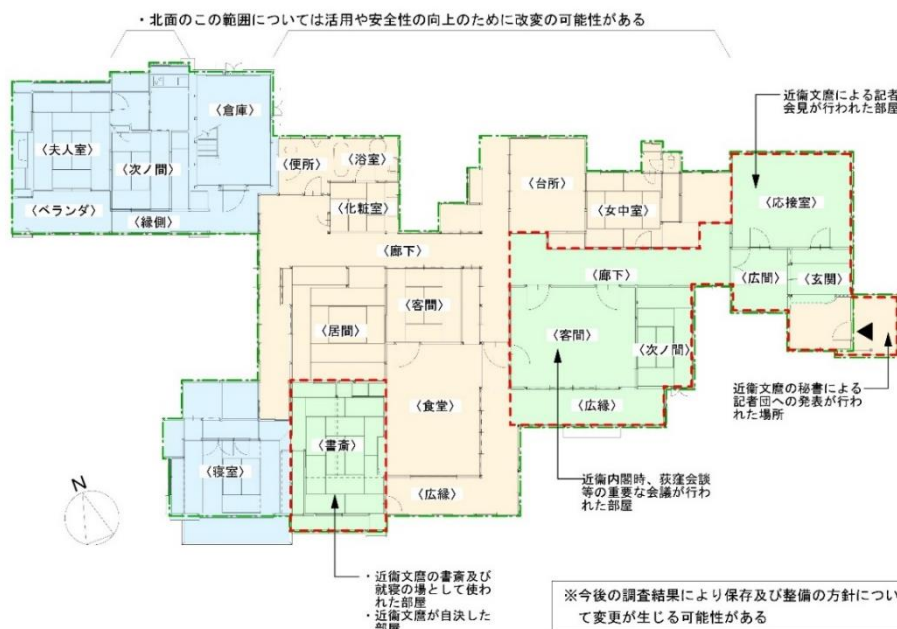 ・北面のこの範囲については活用や安全性の向上のために改変の可能性がある
近衞文麿による記者
会見が行われた部屋
〈倉庫〉
〈夫人室〉
〈次ノ間〉
〈便所〉
〈浴室〉
〈台所〉
〈女中室〉
〈応接室〉
〈ベランダ〉
〈縁側〉
〈化粧室〉
〈廊下〉
〈廊下〉
〈広間〉
〈玄関〉
〈居間〉
〈客間〉
〈客間〉
〈次ノ間〉
〈食堂〉
〈広縁〉
近衞文麿の秘書による
記者団への発表が行わ
れた場所
〈寝室〉
〈書斎〉
〈広縁〉
近衞内閣時、荻窪会談
等の重要な会議が行わ
れた部屋
N
・近衞文麿の書斎及び
就寝の場として使わ
れた部屋
・近衞文麿が自決した
部屋
※今後の調査結果により保存及び整備の方針につい
て変更が生じる可能性がある